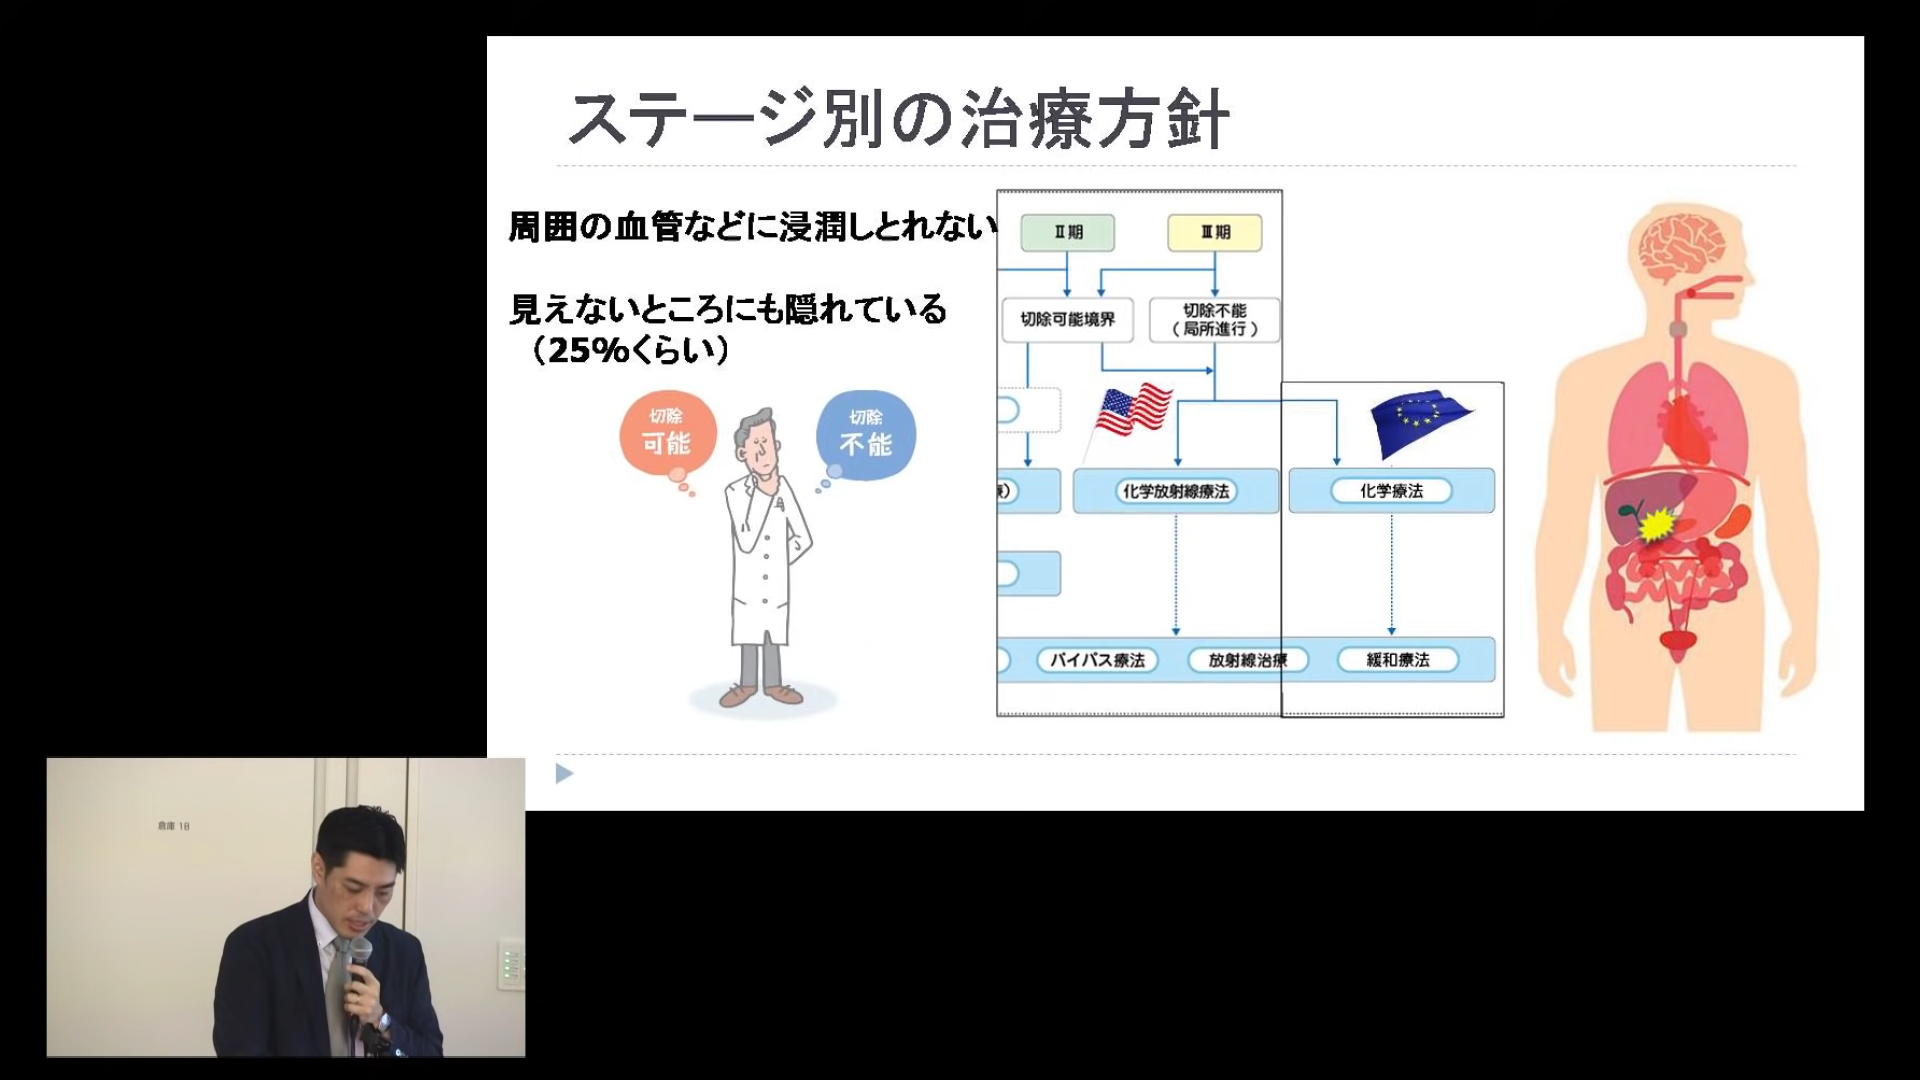 ステージ別の治療方針
周囲の血管などに浸潤しとれない
見えないところにも隠れている
(25%くらい)
切除
可能
切除
不能
Ⅱ期
Ⅲ期
切除可能境界
切除不能
(局所進行)
化学放射線療法
化学療法
バイパス療法
放射線治療
緩和療法
倉庫 18